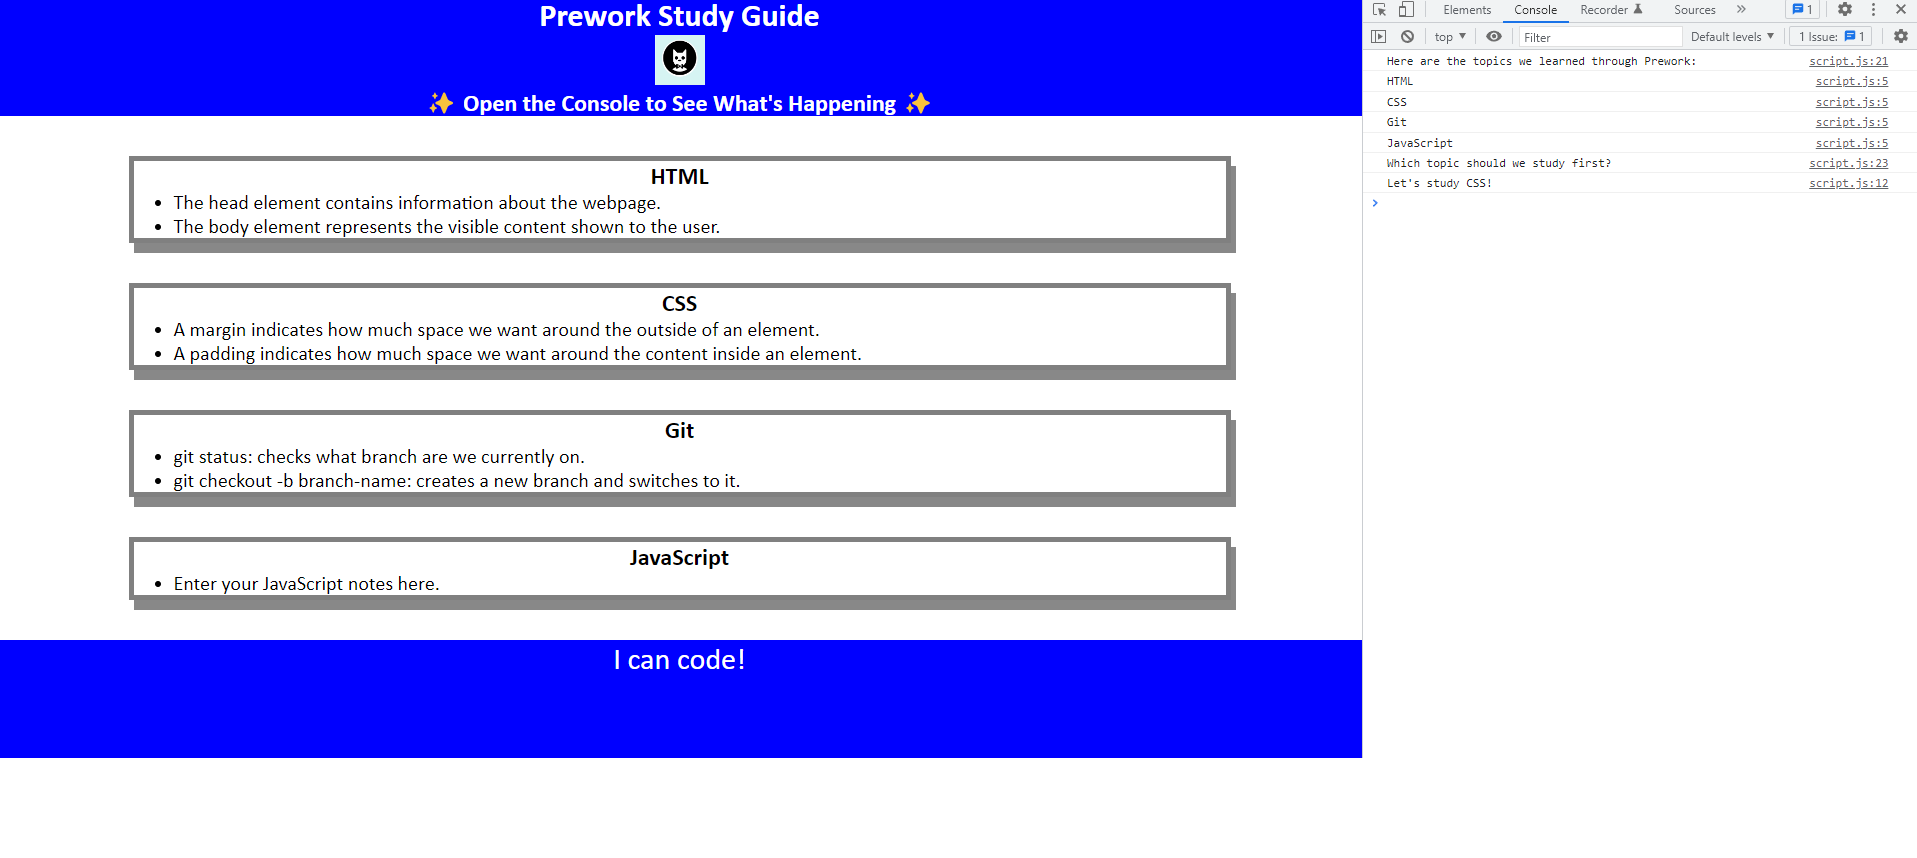 Prework Study Guide
✨ Open the Console to See What's Happening ✨
HTML
• The head element contains information about the webpage.
• The body element represents the visible content shown to the user.
CSS
• A margin indicates how much space we want around the outside of an element.
• A padding indicates how much space we want around the content inside an element.
Git
• git status: checks what branch are we currently on.
• git checkout -b branch-name: creates a new branch and switches to it.
JavaScript
• Enter your JavaScript notes here.
I can code!
Elements Console Recorder Sources » 1
top ▼ Filter Default levels ▼ 1 Issue: 1
Here are the topics we learned through Prework: script.js:21
HTML script.js:5
CSS script.js:5
Git script.js:5
JavaScript script.js:5
Which topic should we study first? script.js:23
Let's study CSS! script.js:12
>